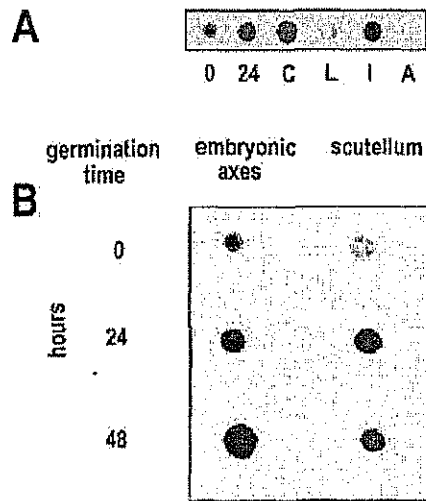 A
0 24 C L I A
germination time embryonic axes scutellum
B
0
24
48
hours